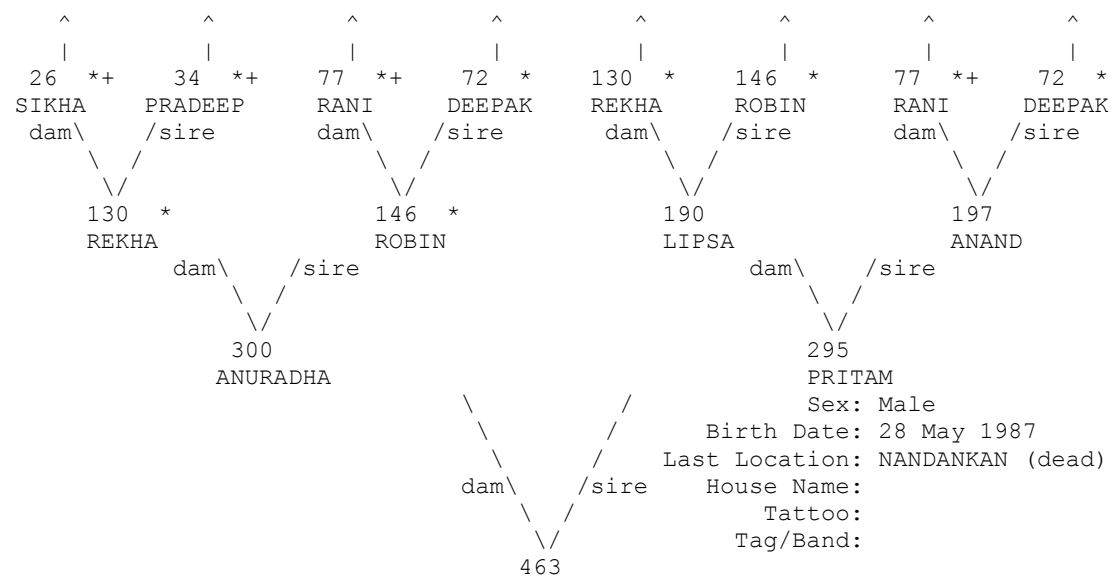 ^ ^ ^ ^ ^ ^ ^ ^
| | | | | | | |
26 *+ 34 *+ 77 *+ 72 * 130 * 146 * 77 *+ 72 *
SIKHA PRADEEP RANI DEEPAK REKHA ROBIN RANI DEEPAK
dam\ /sire dam\ /sire dam\ /sire dam\ /sire
\ / \ / \ / \ /
\/ \/ \/ \/
130 * 146 * 190 197
REKHA ROBIN LIPSA ANAND
dam\ /sire dam\ /sire
\ / \ /
\/ \/
300 295
ANURADHA PRITAM
\ / Sex: Male
\ / Birth Date: 28 May 1987
\ / Last Location: NANDANKAN (dead)
dam\ /sire House Name:
\ / Tattoo:
\/ Tag/Band:
463